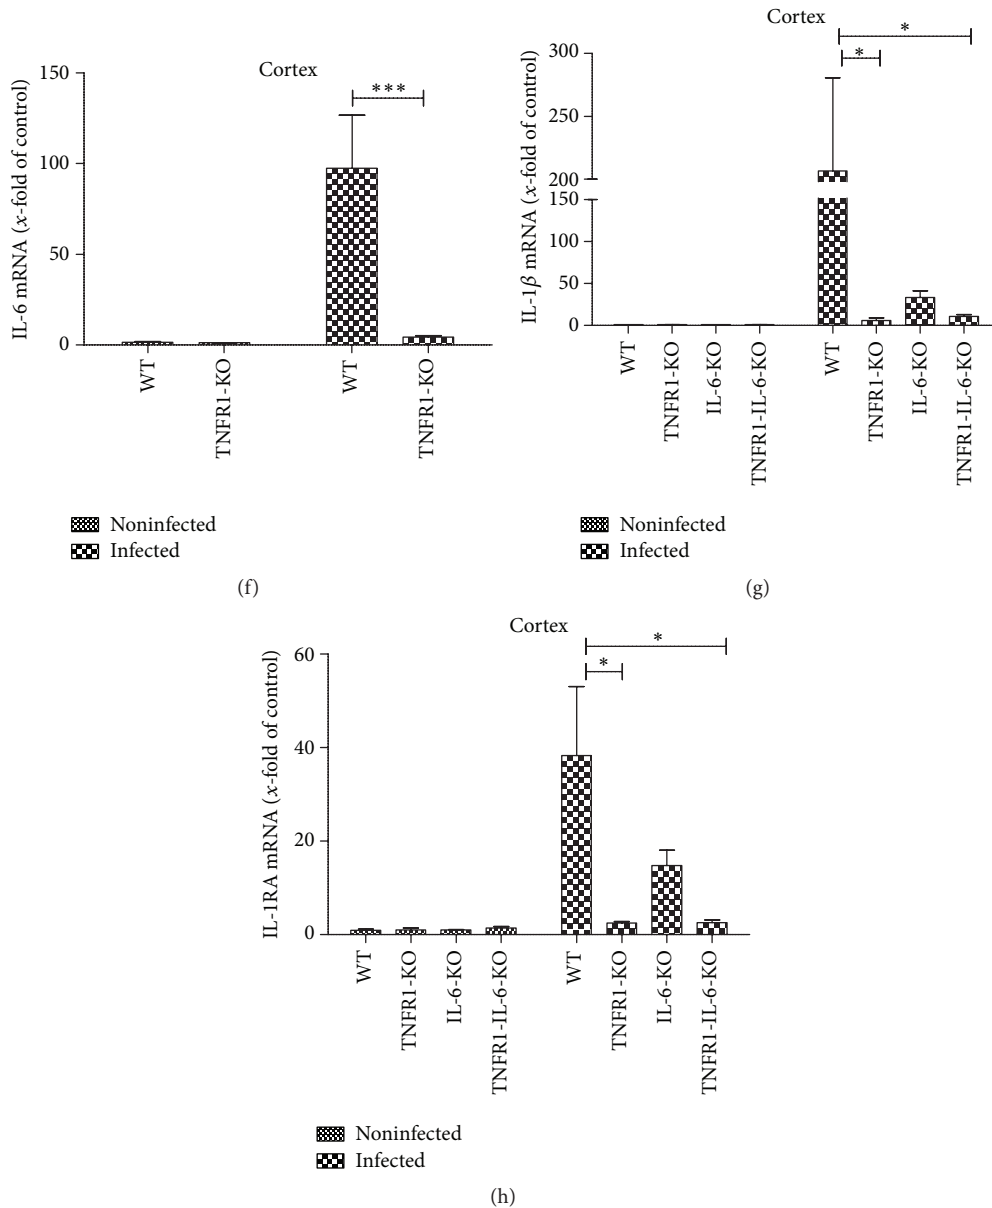 Cortex
IL-6 mRNA (x-fold of control)
150
100
50
0
***
WT
TNFR1-KO
WT
TNFR1-KO
Noninfected
Infected
(f)
Cortex
IL-1β mRNA (x-fold of control)
300
250
200
150
100
50
0
*
*
WT
TNFR1-KO
IL-6-KO
TNFR1-IL-6-KO
WT
TNFR1-KO
IL-6-KO
TNFR1-IL-6-KO
Noninfected
Infected
(g)
Cortex
IL-1RA mRNA (x-fold of control)
60
40
20
0
*
*
WT
TNFR1-KO
IL-6-KO
TNFR1-IL-6-KO
WT
TNFR1-KO
IL-6-KO
TNFR1-IL-6-KO
Noninfected
Infected
(h)